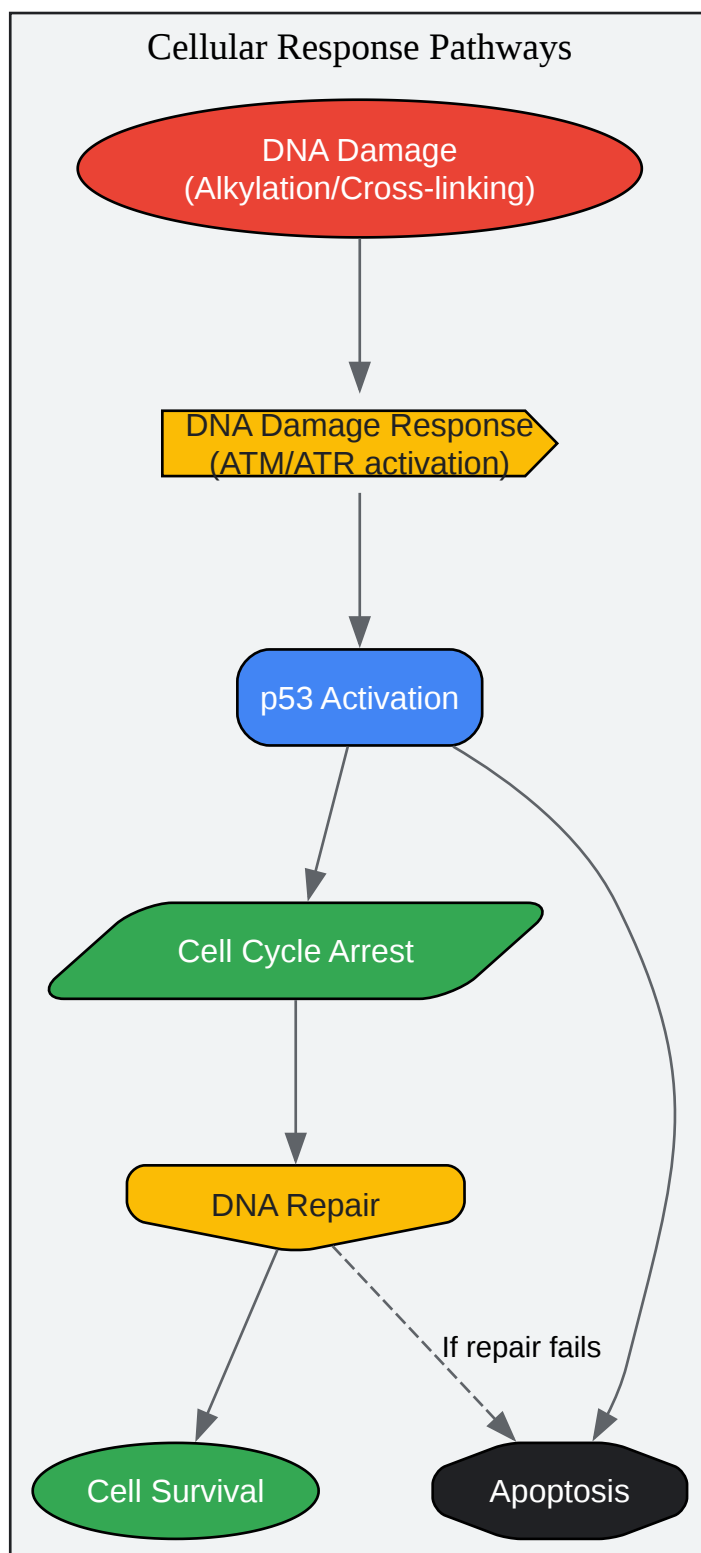 Cellular Response Pathways
DNA Damage
(Alkylation/Cross-linking)
DNA Damage Response
(ATM/ATR activation)
p53 Activation
Cell Cycle Arrest
DNA Repair
If repair fails
Cell Survival
Apoptosis